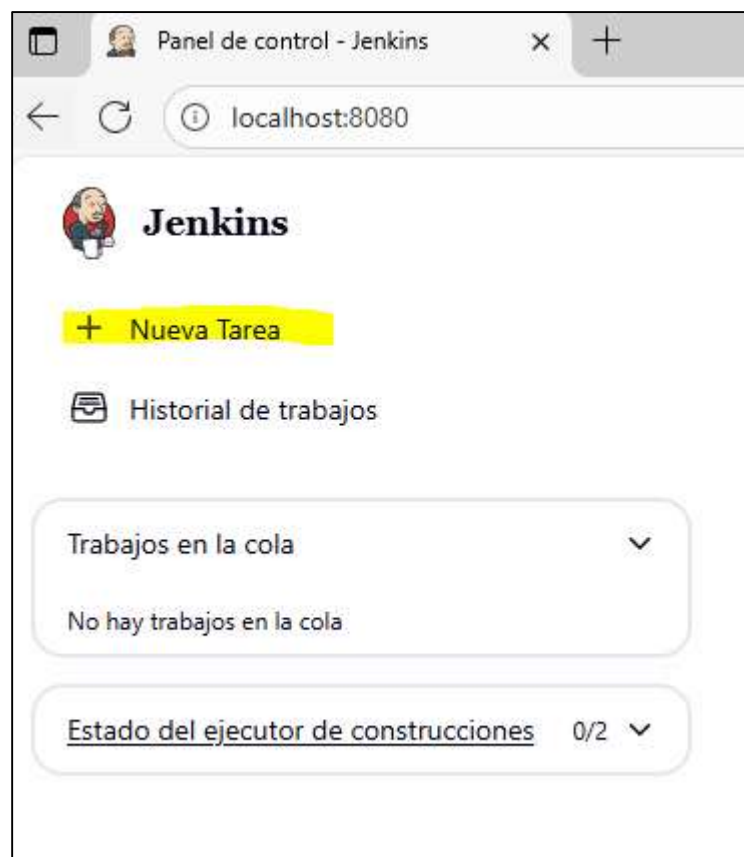 Panel de control - Jenkins
localhost:8080
Jenkins
+ Nueva Tarea
Historial de trabajos
Trabajos en la cola
No hay trabajos en la cola
Estado del ejecutor de construcciones 0/2